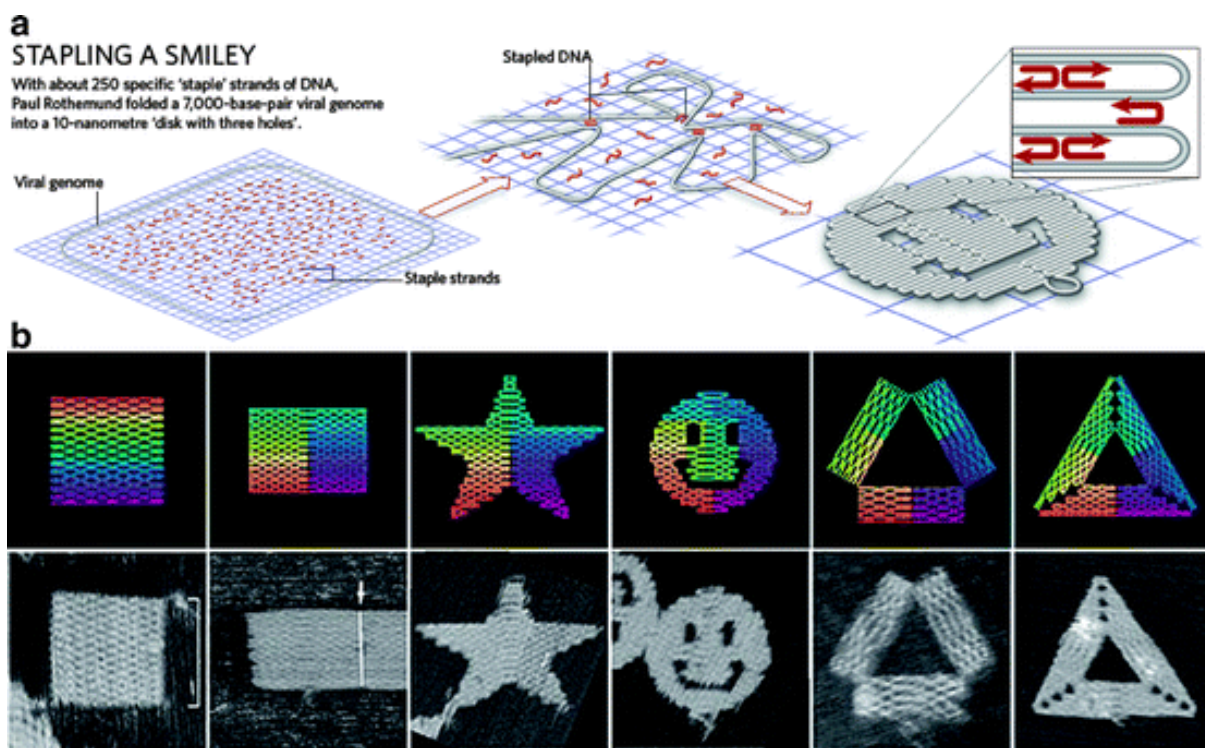 a
STAPLING A SMILEY
With about 250 specific ‘staple’ strands of DNA,
Paul Rothemund folded a 7,000-base-pair viral genome
into a 10-nanometre ‘disk with three holes’.
Stapled DNA
Viral genome
Staple strands
b